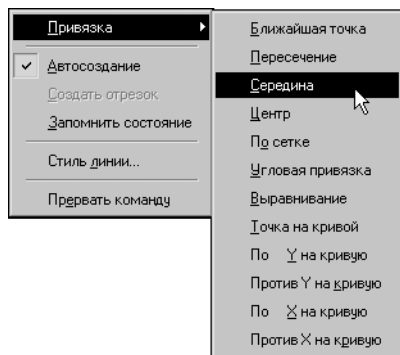 Привязка
Автосоздание
Создать отрезок
Запомнить состояние
Стиль линии...
Прервать команду
Ближайшая точка
Пересечение
Середина
Центр
По сетке
Угловая привязка
Выравнивание
Точка на кривой
По Y на кривую
Против Y на кривую
По X на кривую
Против X на кривую